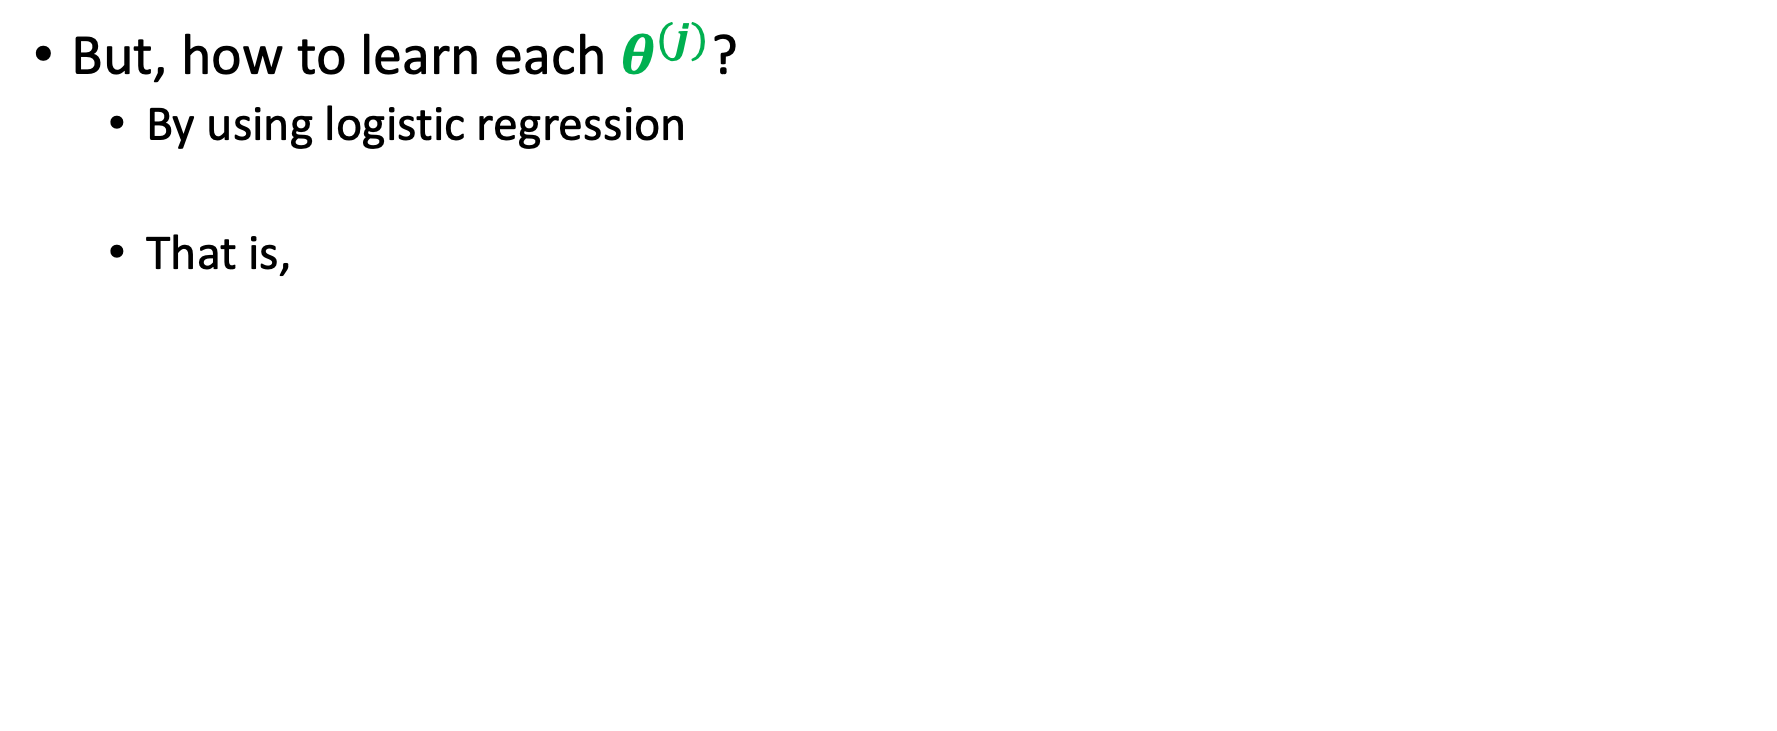 • But, how to learn each θ⁽ʲ⁾?
• By using logistic regression
• That is,